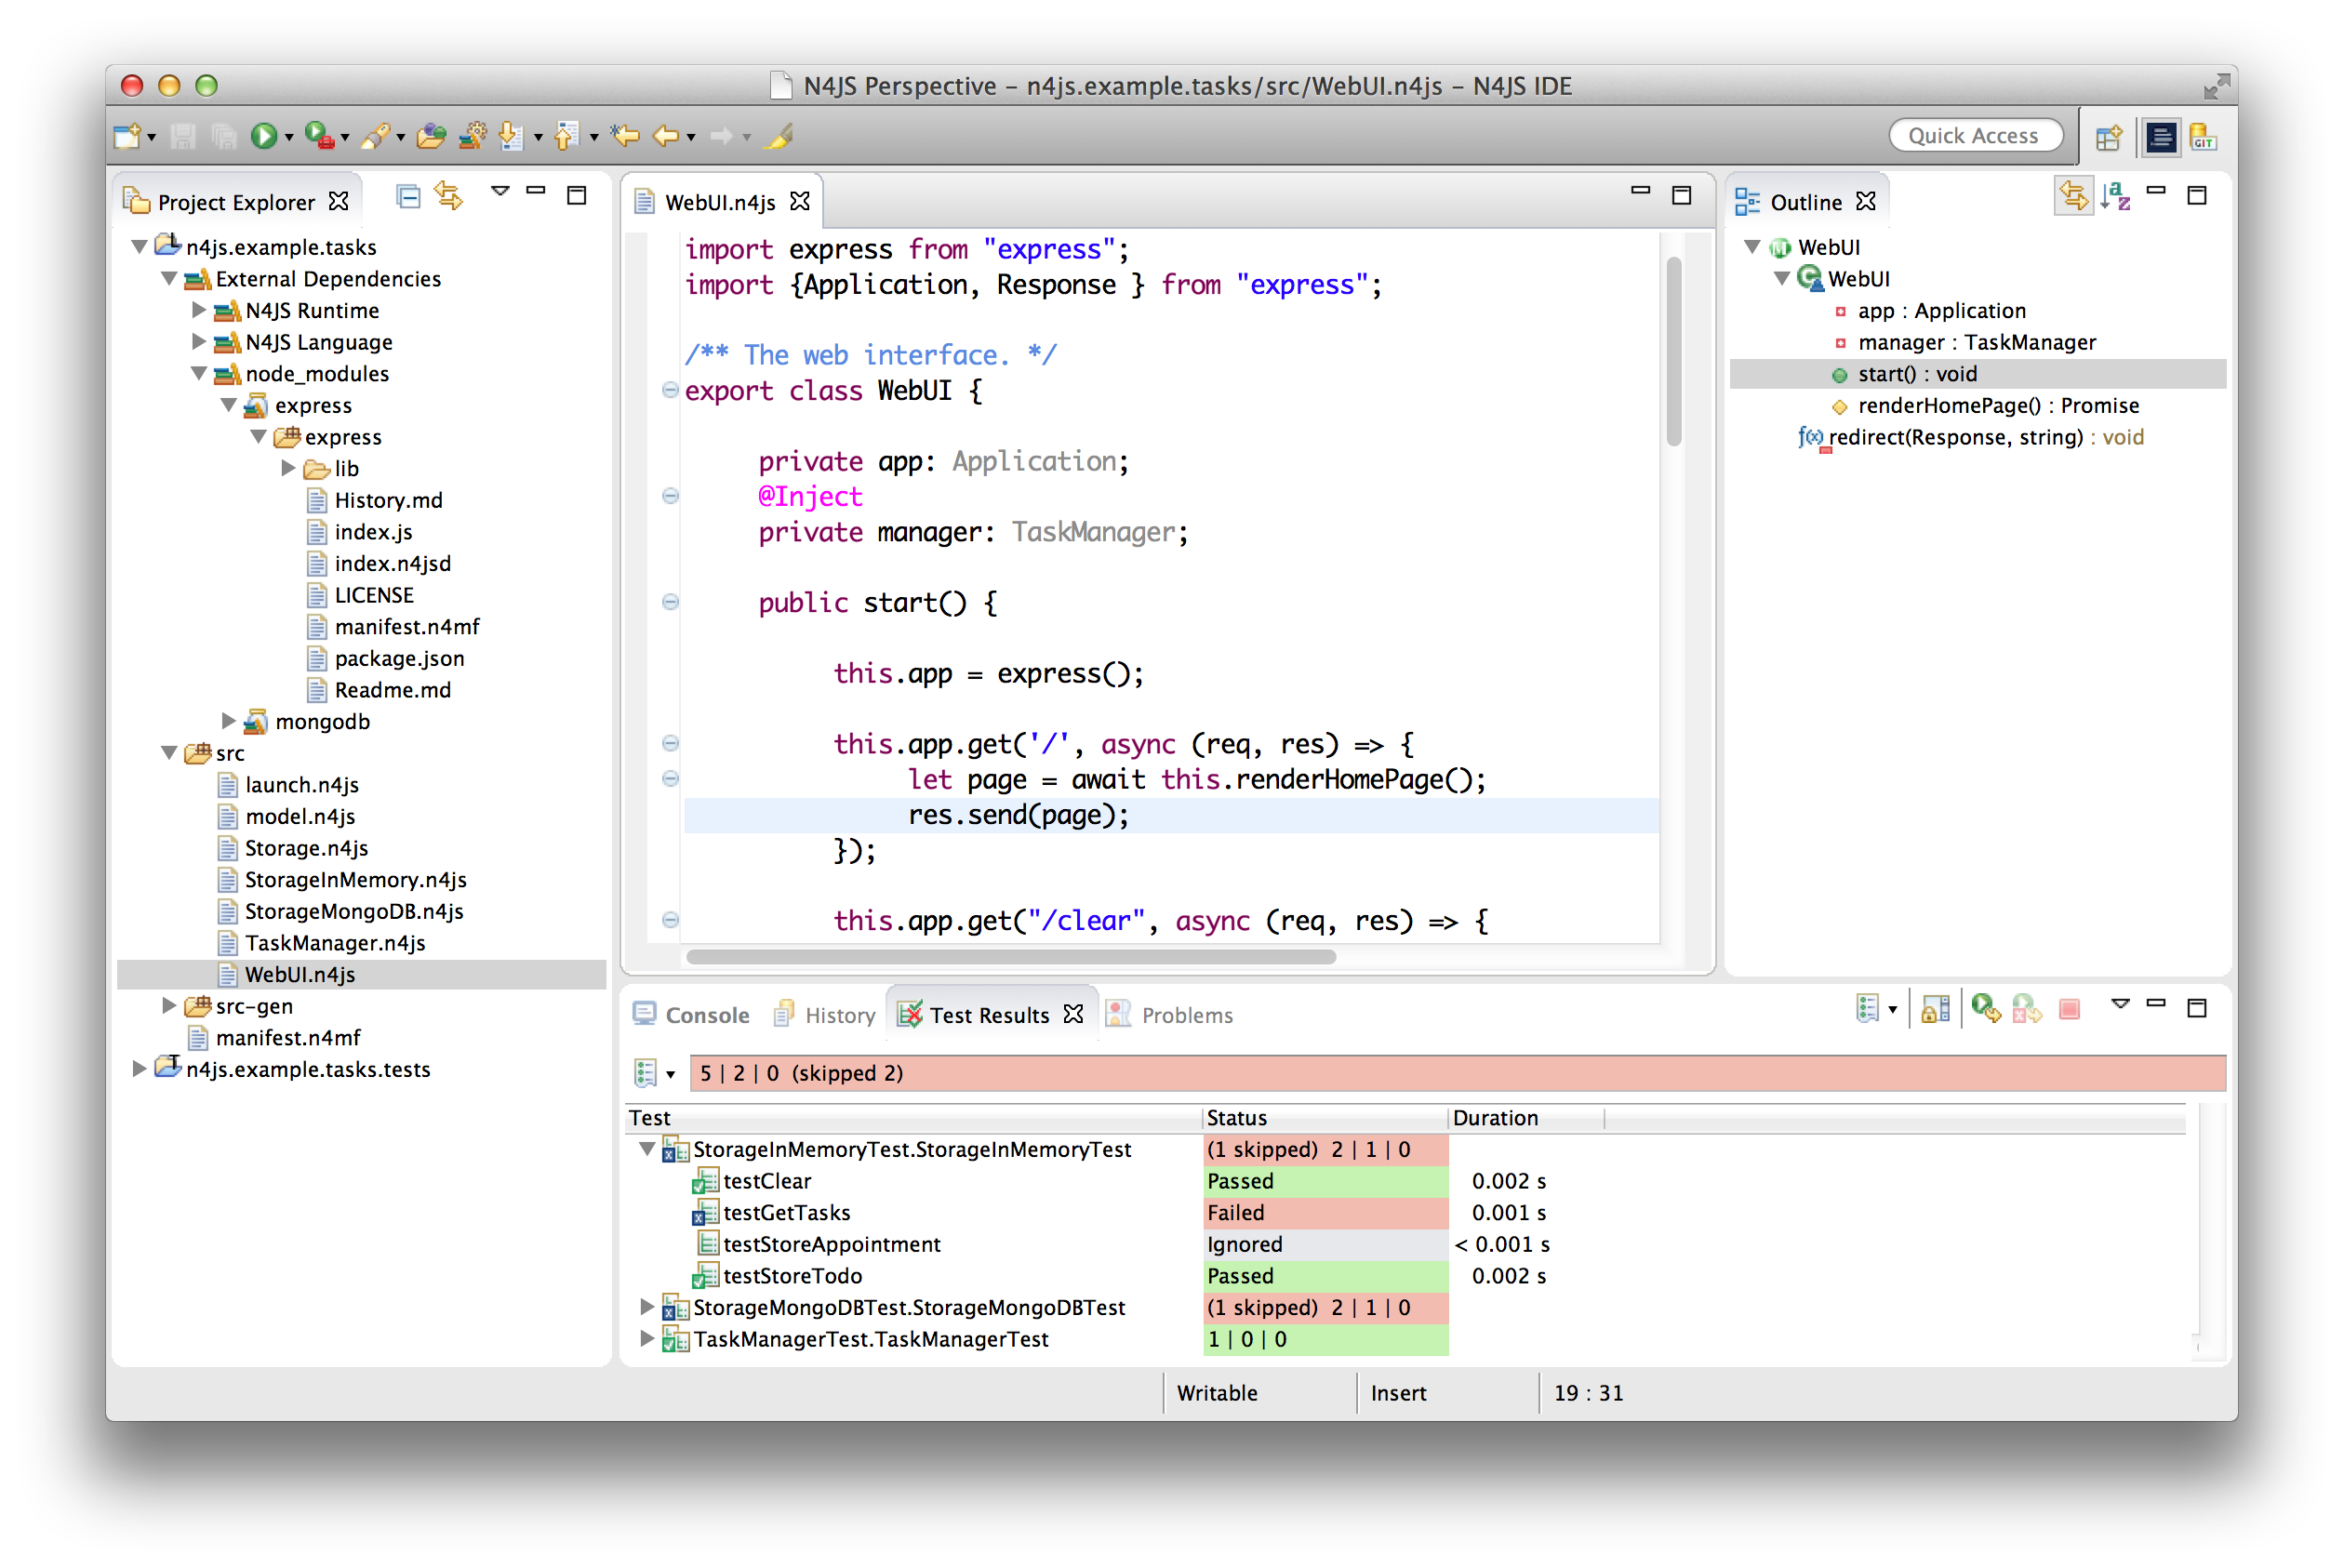 N4JS Perspective – n4js.example.tasks/src/WebUI.n4js – N4JS IDE
Quick Access
GIT
Project Explorer
n4js.example.tasks
External Dependencies
N4JS Runtime
N4JS Language
node_modules
express
express
lib
History.md
index.js
index.n4jsd
LICENSE
manifest.n4mf
package.json
Readme.md
mongodb
src
launch.n4js
model.n4js
Storage.n4js
StorageInMemory.n4js
StorageMongoDB.n4js
TaskManager.n4js
WebUI.n4js
src-gen
manifest.n4mf
n4js.example.tasks.tests
WebUI.n4js
import express from "express";
import {Application, Response } from "express";
/** The web interface. */
export class WebUI {
private app: Application;
@Inject
private manager: TaskManager;
public start() {
this.app = express();
this.app.get('/', async (req, res) => {
let page = await this.renderHomePage();
res.send(page);
});
this.app.get("/clear", async (req, res) => {
Outline
WebUI
WebUI
app : Application
manager : TaskManager
start() : void
renderHomePage() : Promise
redirect(Response, string) : void
Console History Test Results Problems
5 | 2 | 0 (skipped 2)
Test Status Duration
StorageInMemoryTest.StorageInMemoryTest (1 skipped) 2 | 1 | 0
testClear Passed 0.002 s
testGetTasks Failed 0.001 s
testStoreAppointment Ignored < 0.001 s
testStoreTodo Passed 0.002 s
StorageMongoDBTest.StorageMongoDBTest (1 skipped) 2 | 1 | 0
TaskManagerTest.TaskManagerTest 1 | 0 | 0
Writable Insert 19 : 31